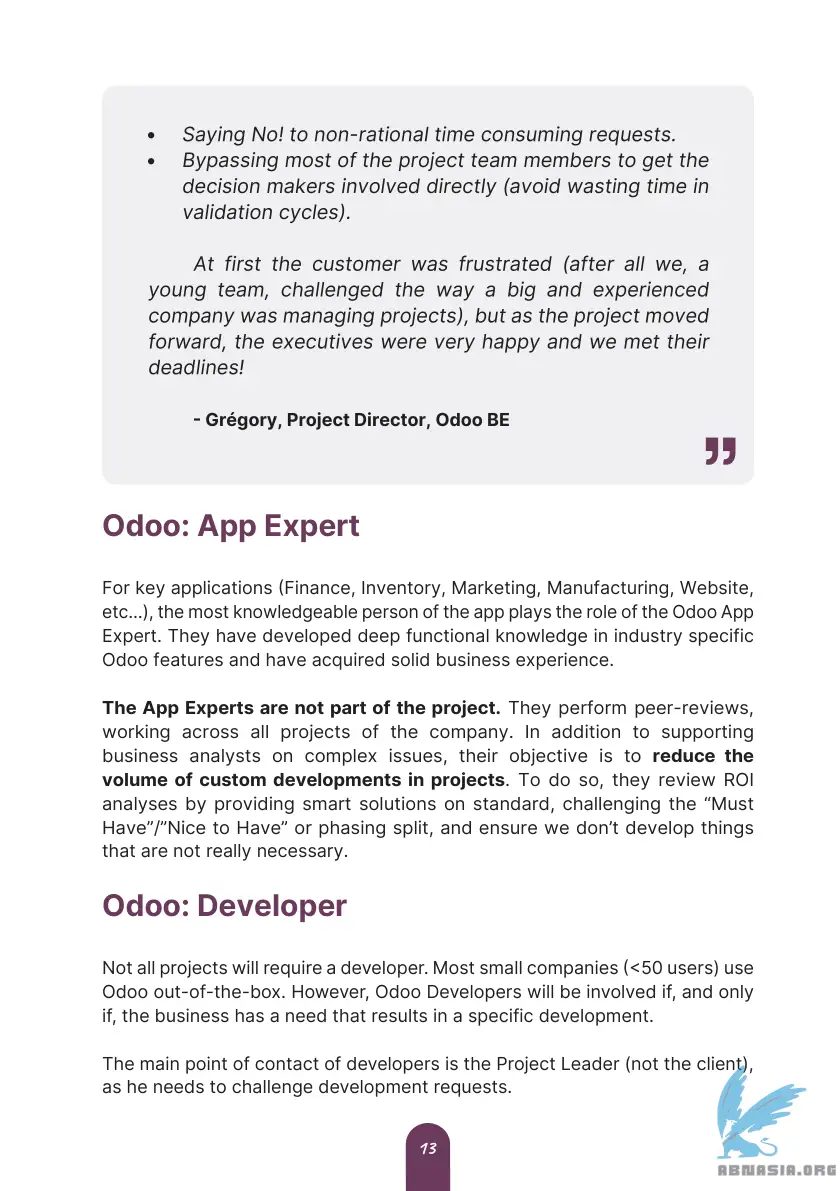 • Saying No! to non-rational time consuming requests.
• Bypassing most of the project team members to get the
decision makers involved directly (avoid wasting time in
validation cycles).
At first the customer was frustrated (after all we, a
young team, challenged the way a big and experienced
company was managing projects), but as the project moved
forward, the executives were very happy and we met their
deadlines!
- Grégory, Project Director, Odoo BE
”
Odoo: App Expert
For key applications (Finance, Inventory, Marketing, Manufacturing, Website,
etc...), the most knowledgeable person of the app plays the role of the Odoo App
Expert. They have developed deep functional knowledge in industry specific
Odoo features and have acquired solid business experience.
The App Experts are not part of the project. They perform peer-reviews,
working across all projects of the company. In addition to supporting
business analysts on complex issues, their objective is to reduce the
volume of custom developments in projects. To do so, they review ROI
analyses by providing smart solutions on standard, challenging the “Must
Have”/”Nice to Have” or phasing split, and ensure we don’t develop things
that are not really necessary.
Odoo: Developer
Not all projects will require a developer. Most small companies (<50 users) use
Odoo out-of-the-box. However, Odoo Developers will be involved if, and only
if, the business has a need that results in a specific development.
The main point of contact of developers is the Project Leader (not the client),
as he needs to challenge development requests.
13
ABNASIA.ORG